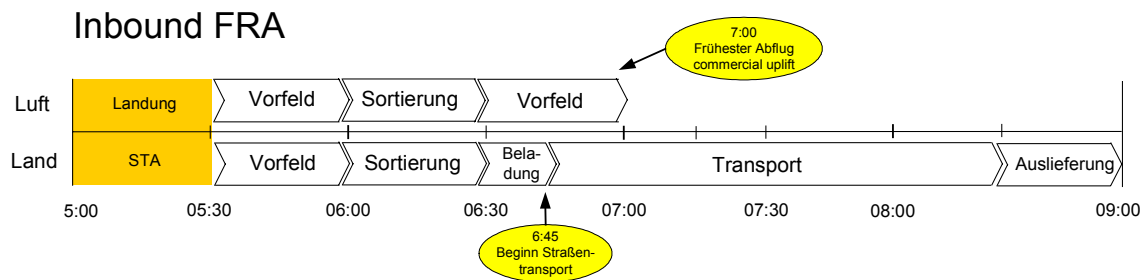 Inbound FRA
7:00
Frühester Abflug
commercial uplift
Luft
Landung
Vorfeld
Sortierung
Vorfeld
Land
STA
Vorfeld
Sortierung
Bela-
dung
Transport
Auslieferung
5:00
05:30
06:00
06:30
07:00
07:30
08:00
09:00
6:45
Beginn Straßen-
transport